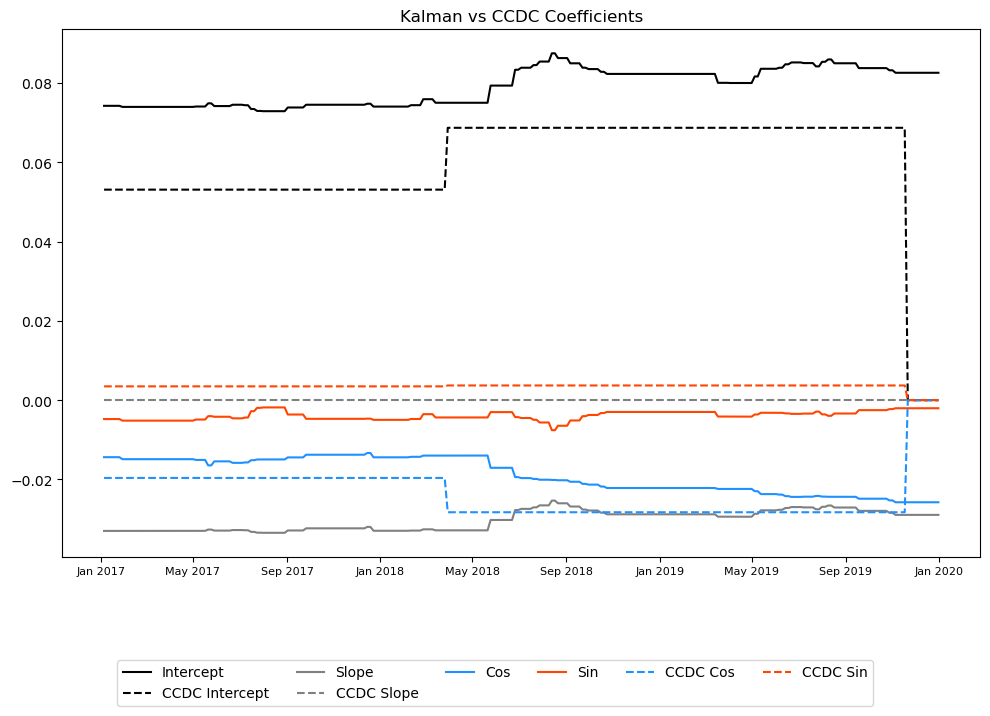 Kalman vs CCDC Coefficients
0.08
0.06
0.04
0.02
0.00
−0.02
Jan 2017 May 2017 Sep 2017 Jan 2018 May 2018 Sep 2018 Jan 2019 May 2019 Sep 2019 Jan 2020
Intercept Slope Cos Sin CCDC Cos CCDC Sin
CCDC Intercept CCDC Slope